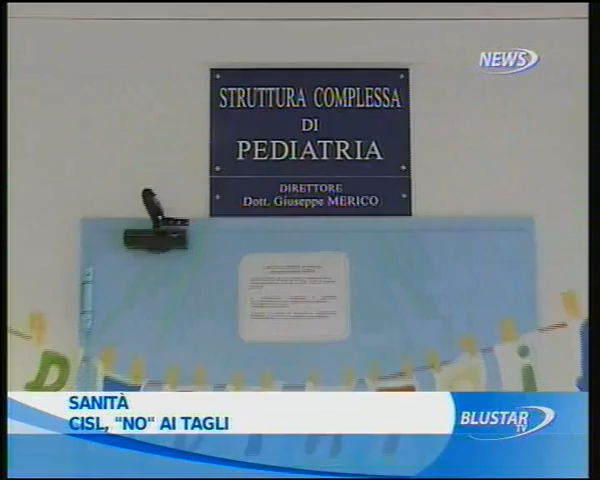 NEWS
STRUTTURA COMPLESSA
DI
PEDIATRIA
DIRETTORE
Dott. Giuseppe MERICO
SANITÀ
CISL, "NO" AI TAGLI
BLUSTAR
TV